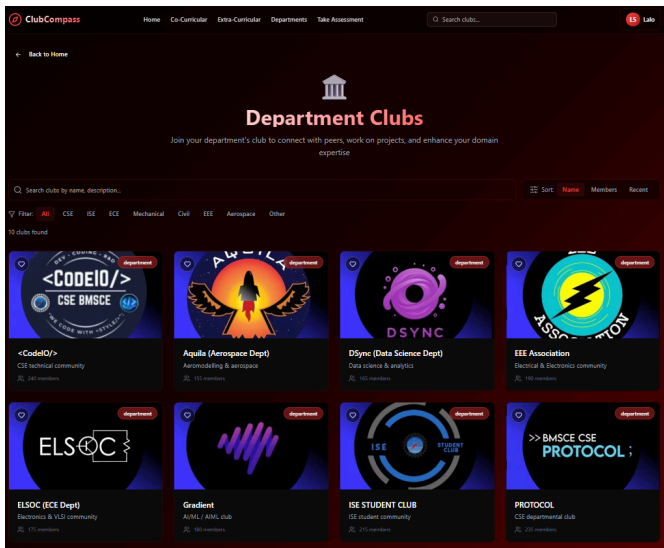 ClubCompass
Home Co-Curricular Extra-Curricular Departments Take Assessment
Search clubs...
LS Lalo
← Back to Home
Department Clubs
Join your department's club to connect with peers, work on projects, and enhance your domain
expertise
Search clubs by name, description...
Sort: Name Members Recent
Filter: All CSE ISE ECE Mechanical Civil EEE Aerospace Other
10 clubs found
DEV · CODING · R&D
<CODEIO/>
CSE BMSCE
"WE CODE WITH <STYLE/>"
department
<CodeIO/>
CSE technical community
240 members
AQUILA
department
Aquila (Aerospace Dept)
Aeromodelling & aerospace
155 members
DSYNC
department
DSync (Data Science Dept)
Data science & analytics
165 members
ASSOCIATION
department
EEE Association
Electrical & Electronics community
190 members
ELSOC
department
ELSOC (ECE Dept)
Electronics & VLSI community
175 members
department
Gradient
AI/ML / AIML club
180 members
ISE STUDENT
CLUB
department
ISE STUDENT CLUB
ISE student community
215 members
>> BMSCE CSE
PROTOCOL ;
department
PROTOCOL
CSE departmental club
235 members